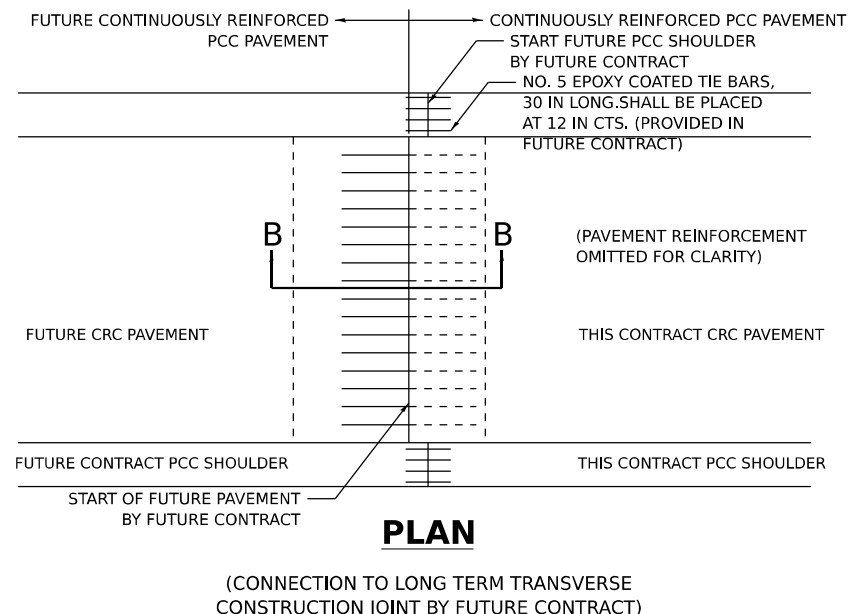 FUTURE CONTINUOUSLY REINFORCED
PCC PAVEMENT
CONTINUOUSLY REINFORCED PCC PAVEMENT
START FUTURE PCC SHOULDER
BY FUTURE CONTRACT
NO. 5 EPOXY COATED TIE BARS,
30 IN LONG.SHALL BE PLACED
AT 12 IN CTS. (PROVIDED IN
FUTURE CONTRACT)
B
B
(PAVEMENT REINFORCEMENT
OMITTED FOR CLARITY)
FUTURE CRC PAVEMENT
THIS CONTRACT CRC PAVEMENT
FUTURE CONTRACT PCC SHOULDER
THIS CONTRACT PCC SHOULDER
START OF FUTURE PAVEMENT
BY FUTURE CONTRACT
PLAN
(CONNECTION TO LONG TERM TRANSVERSE
CONSTRUCTION JOINT BY FUTURE CONTRACT)